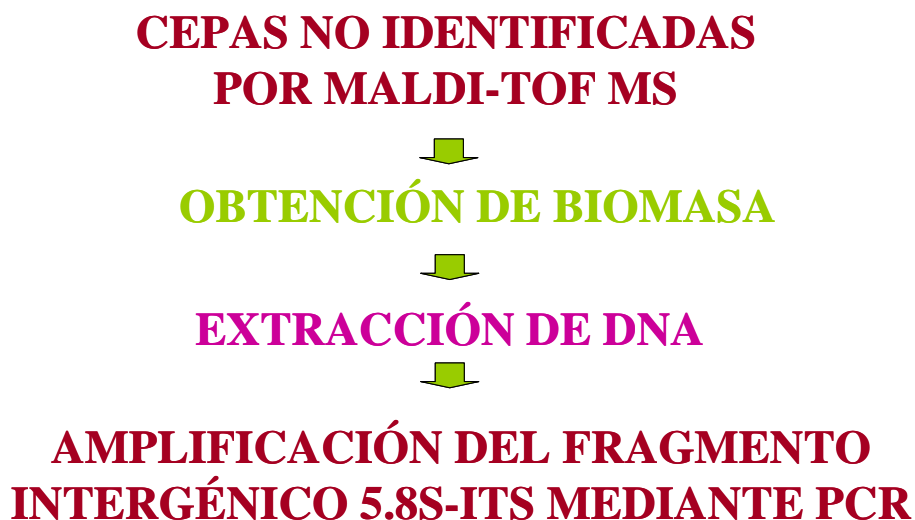 CEPAS NO IDENTIFICADAS
POR MALDI-TOF MS
OBTENCIÓN DE BIOMASA
EXTRACCIÓN DE DNA
AMPLIFICACIÓN DEL FRAGMENTO
INTERGÉNICO 5.8S-ITS MEDIANTE PCR